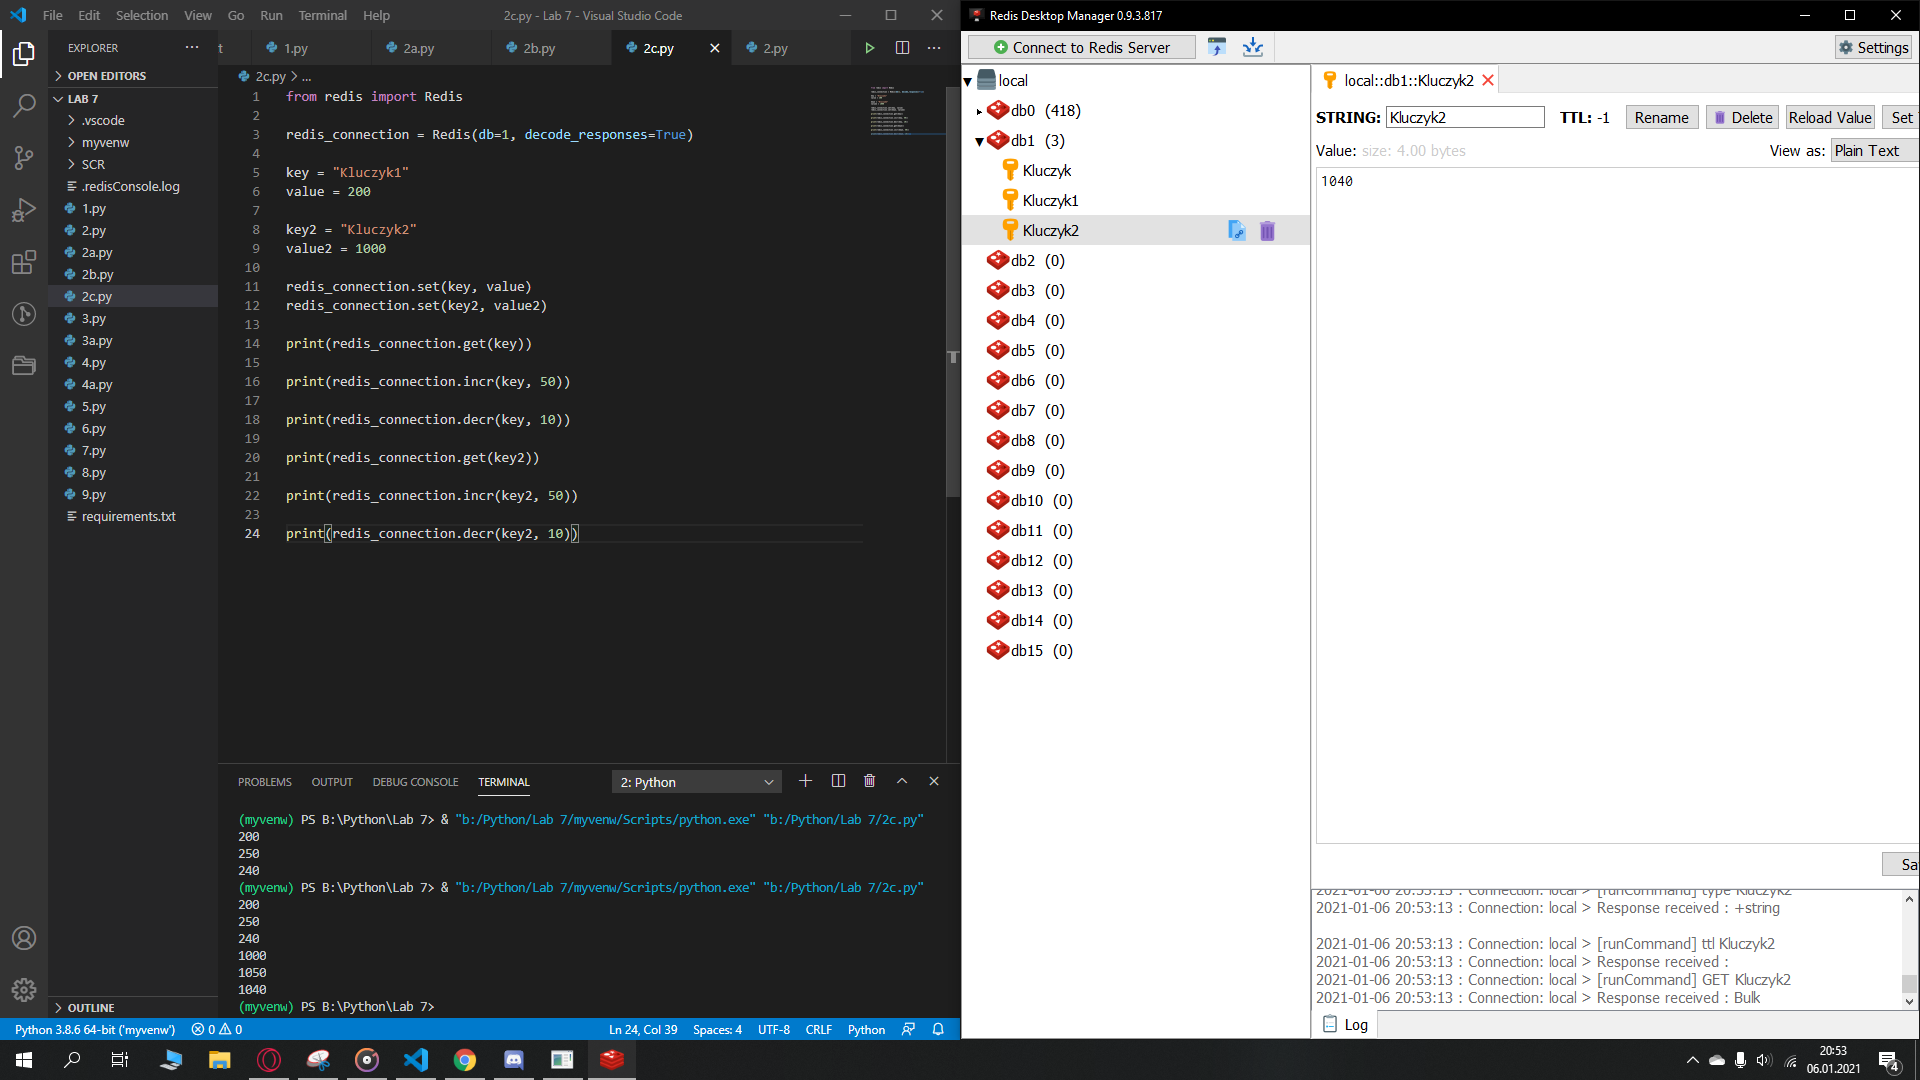 File Edit Selection View Go Run Terminal Help
2c.py - Lab 7 - Visual Studio Code
EXPLORER
OPEN EDITORS
LAB 7
.vscode
myvenw
SCR
.redisConsole.log
1.py
2.py
2a.py
2b.py
2c.py
3.py
3a.py
4.py
4a.py
5.py
6.py
7.py
8.py
9.py
requirements.txt
OUTLINE
t 1.py 2a.py 2b.py 2c.py 2.py
2c.py > ...
1 from redis import Redis
2
3 redis_connection = Redis(db=1, decode_responses=True)
4
5 key = "Kluczyk1"
6 value = 200
7
8 key2 = "Kluczyk2"
9 value2 = 1000
10
11 redis_connection.set(key, value)
12 redis_connection.set(key2, value2)
13
14 print(redis_connection.get(key))
15
16 print(redis_connection.incr(key, 50))
17
18 print(redis_connection.decr(key, 10))
19
20 print(redis_connection.get(key2))
21
22 print(redis_connection.incr(key2, 50))
23
24 print(redis_connection.decr(key2, 10))
PROBLEMS OUTPUT DEBUG CONSOLE TERMINAL 2: Python
(myvenw) PS B:\Python\Lab 7> & "b:/Python/Lab 7/myvenw/Scripts/python.exe" "b:/Python/Lab 7/2c.py"
200
250
240
(myvenw) PS B:\Python\Lab 7> & "b:/Python/Lab 7/myvenw/Scripts/python.exe" "b:/Python/Lab 7/2c.py"
200
250
240
1000
1050
1040
(myvenw) PS B:\Python\Lab 7>
Python 3.8.6 64-bit ('myvenw') 0 0 Ln 24, Col 39 Spaces: 4 UTF-8 CRLF Python
Redis Desktop Manager 0.9.3.817
Connect to Redis Server
Settings
local
db0 (418)
db1 (3)
Kluczyk
Kluczyk1
Kluczyk2
db2 (0)
db3 (0)
db4 (0)
db5 (0)
db6 (0)
db7 (0)
db8 (0)
db9 (0)
db10 (0)
db11 (0)
db12 (0)
db13 (0)
db14 (0)
db15 (0)
local::db1::Kluczyk2
STRING: Kluczyk2 TTL: -1 Rename Delete Reload Value Set
Value: size: 4.00 bytes View as: Plain Text
1040
Sa
2021-01-06 20:53:13 : Connection: local > [runCommand] type Kluczyk2
2021-01-06 20:53:13 : Connection: local > Response received : +string
2021-01-06 20:53:13 : Connection: local > [runCommand] ttl Kluczyk2
2021-01-06 20:53:13 : Connection: local > Response received :
2021-01-06 20:53:13 : Connection: local > [runCommand] GET Kluczyk2
2021-01-06 20:53:13 : Connection: local > Response received : Bulk
Log
20:53
06.01.2021
4